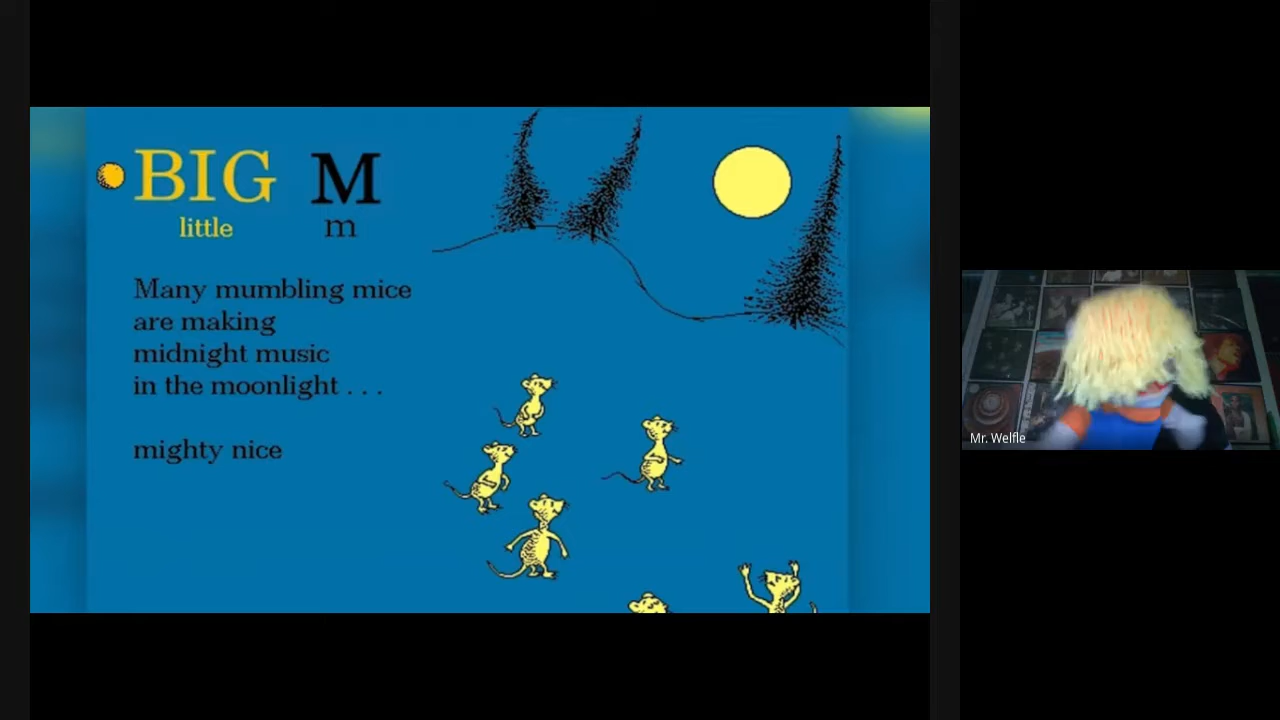 BIG M
little m
Many mumbling mice
are making
midnight music
in the moonlight . . .
mighty nice
Mr. Welfle